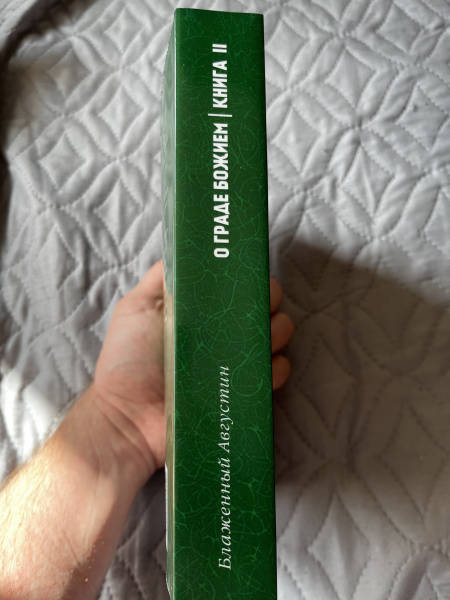 Блаженный Августин
О ГРАДЕ БОЖИЕМ | КНИГА II